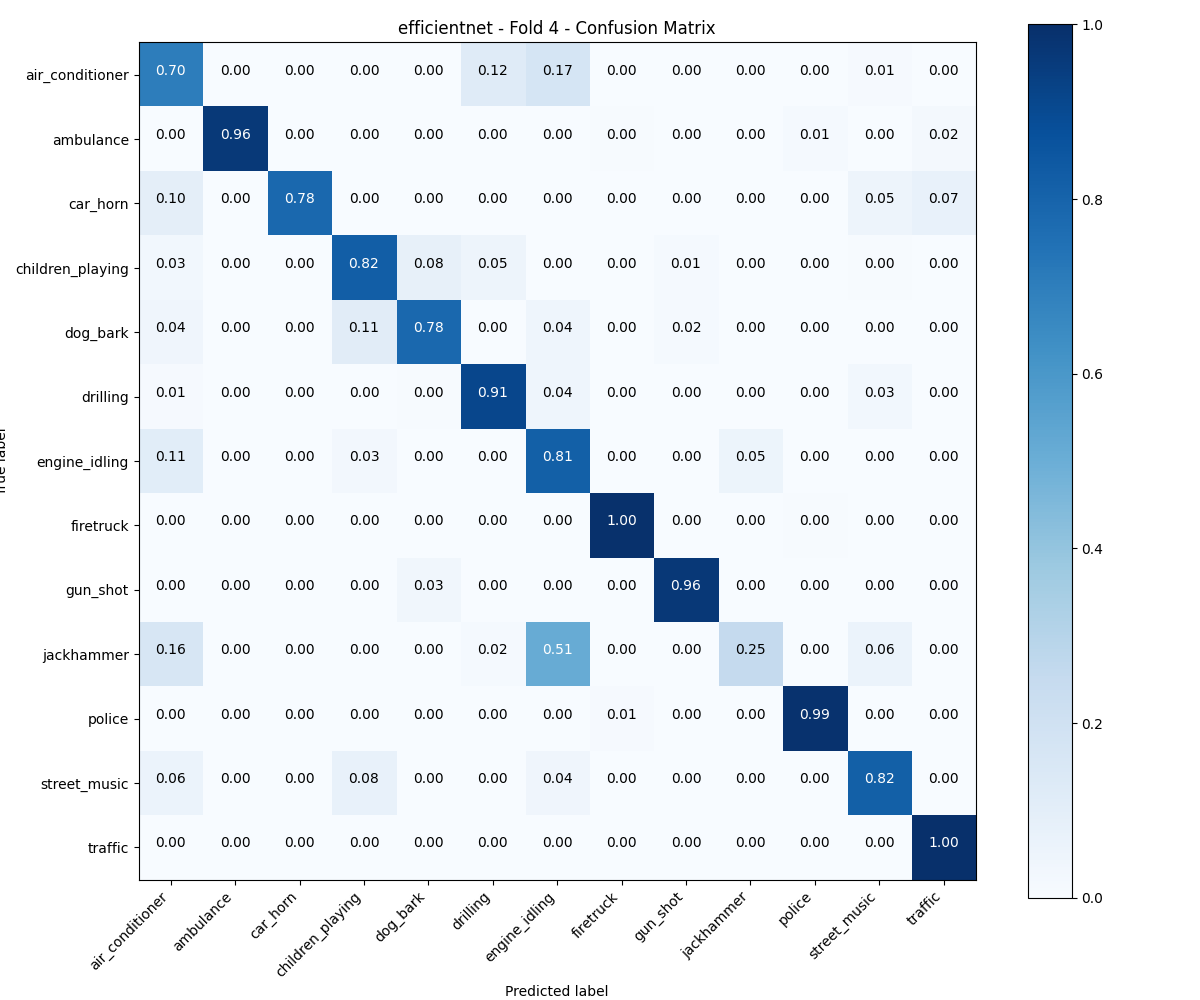 efficientnet - Fold 4 - Confusion Matrix
air_conditioner 0.70 0.00 0.00 0.00 0.00 0.12 0.17 0.00 0.00 0.00 0.00 0.01 0.00
ambulance 0.00 0.96 0.00 0.00 0.00 0.00 0.00 0.00 0.00 0.00 0.01 0.00 0.02
car_horn 0.10 0.00 0.78 0.00 0.00 0.00 0.00 0.00 0.00 0.00 0.00 0.05 0.07
children_playing 0.03 0.00 0.00 0.82 0.08 0.05 0.00 0.00 0.01 0.00 0.00 0.00 0.00
dog_bark 0.04 0.00 0.00 0.11 0.78 0.00 0.04 0.00 0.02 0.00 0.00 0.00 0.00
drilling 0.01 0.00 0.00 0.00 0.00 0.91 0.04 0.00 0.00 0.00 0.00 0.03 0.00
engine_idling 0.11 0.00 0.00 0.03 0.00 0.00 0.81 0.00 0.00 0.05 0.00 0.00 0.00
firetruck 0.00 0.00 0.00 0.00 0.00 0.00 0.00 1.00 0.00 0.00 0.00 0.00 0.00
gun_shot 0.00 0.00 0.00 0.00 0.03 0.00 0.00 0.00 0.96 0.00 0.00 0.00 0.00
jackhammer 0.16 0.00 0.00 0.00 0.00 0.02 0.51 0.00 0.00 0.25 0.00 0.06 0.00
police 0.00 0.00 0.00 0.00 0.00 0.00 0.00 0.01 0.00 0.00 0.99 0.00 0.00
street_music 0.06 0.00 0.00 0.08 0.00 0.00 0.04 0.00 0.00 0.00 0.00 0.82 0.00
traffic 0.00 0.00 0.00 0.00 0.00 0.00 0.00 0.00 0.00 0.00 0.00 0.00 1.00
air_conditioner ambulance car_horn children_playing dog_bark drilling engine_idling firetruck gun_shot jackhammer police street_music traffic
Predicted label
1.0
0.8
0.6
0.4
0.2
0.0